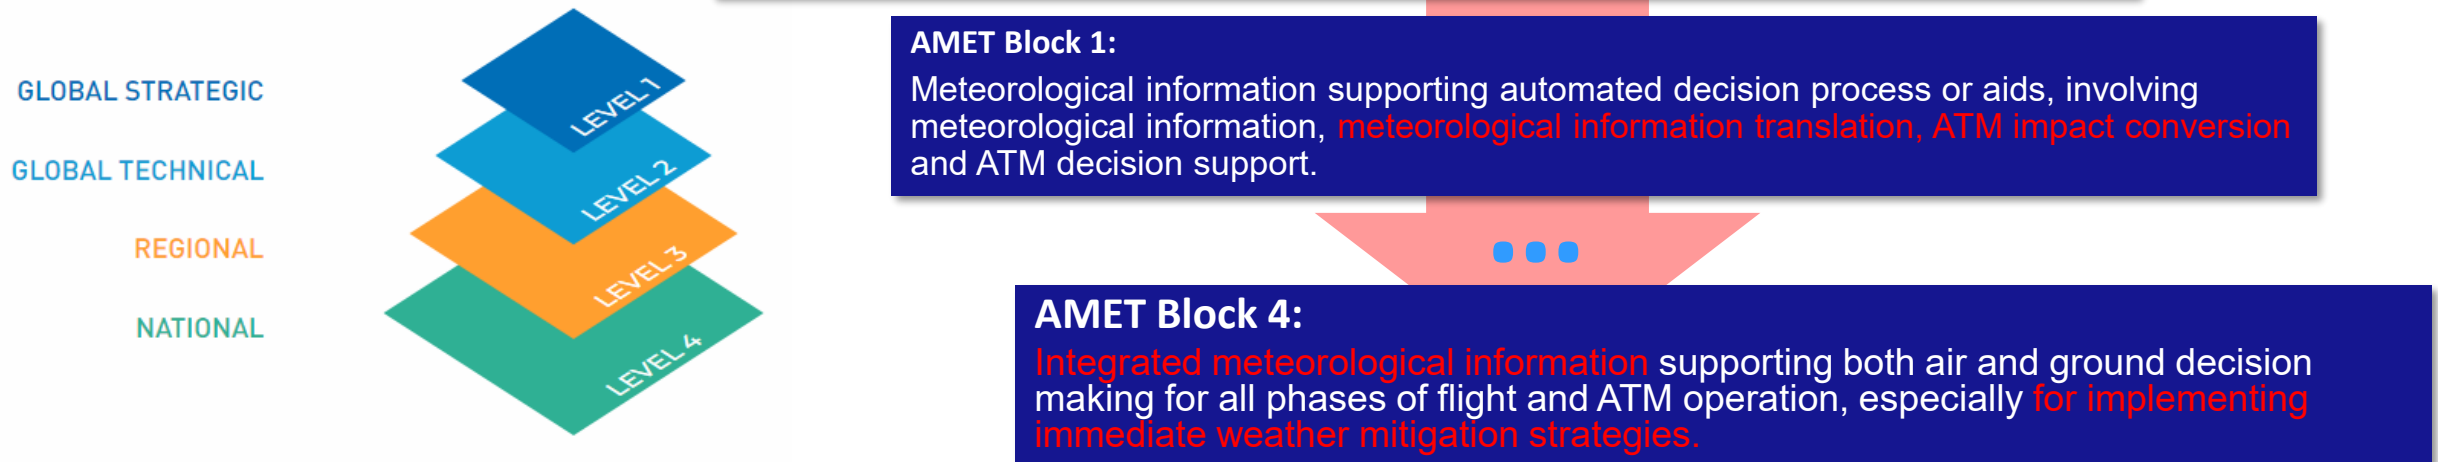 GLOBAL STRATEGIC
GLOBAL TECHNICAL
REGIONAL
NATIONAL
LEVEL 1
LEVEL 2
LEVEL 3
LEVEL 4
AMET Block 1:
Meteorological information supporting automated decision process or aids, involving
meteorological information, meteorological information translation, ATM impact conversion
and ATM decision support.
...
AMET Block 4:
Integrated meteorological information supporting both air and ground decision
making for all phases of flight and ATM operation, especially for implementing
immediate weather mitigation strategies.